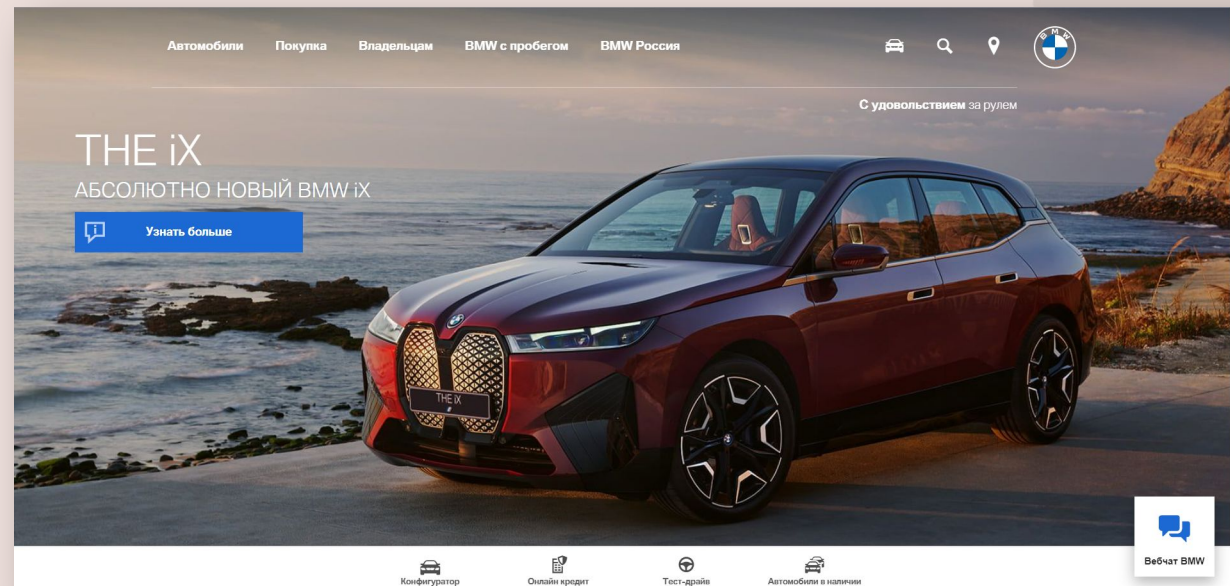 Автомобили
Покупка
Владельцам
BMW с пробегом
BMW Россия
BMW
С удовольствием за рулем
THE iX
АБСОЛЮТНО НОВЫЙ BMW iX
Узнать больше
THE iX
Вебчат BMW
Конфигуратор
Онлайн кредит
Тест-драйв
Автомобили в наличии